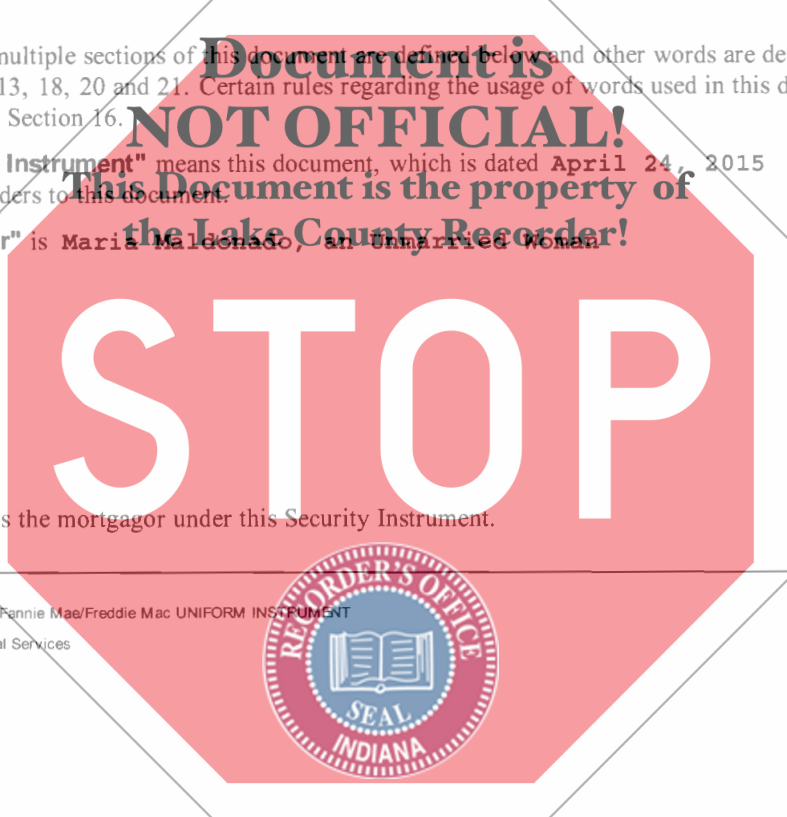 multiple sections of this document are defined below and other words are de
Document is
13, 18, 20 and 21. Certain rules regarding the usage of words used in this d
Section 16.
NOT OFFICIAL!
Instrument" means this document, which is dated April 24, 2015
This Document is the property of
ders to this document.
the Lake County Recorder!
r" is Maria Maldonado, an Unmarried Woman
STOP
s the mortgagor under this Security Instrument.
Fannie Mae/Freddie Mac UNIFORM INSTRUMENT
al Services
RECORDER'S OFFICE
SEAL
INDIANA